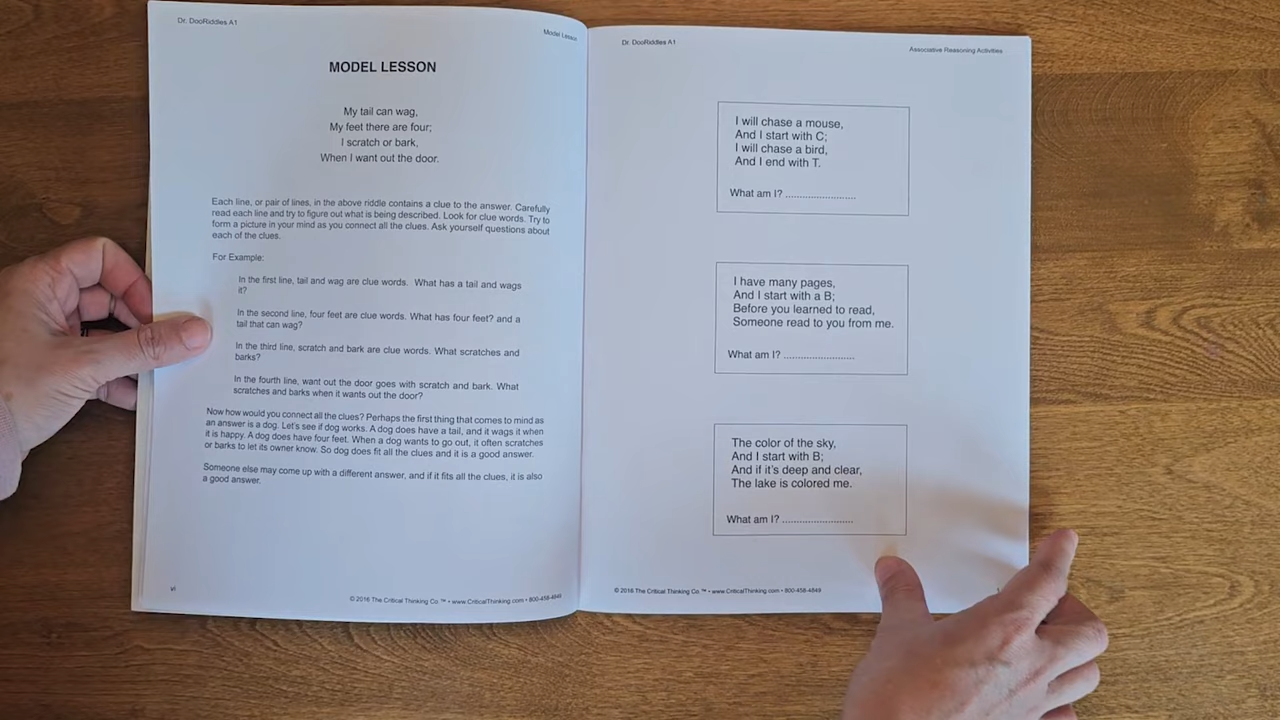 Dr. DooRiddles A1
Model Lesson
MODEL LESSON
My tail can wag,
My feet there are four;
I scratch or bark,
When I want out the door.
Each line, or pair of lines, in the above riddle contains a clue to the answer. Carefully
read each line and try to figure out what is being described. Look for clue words. Try to
form a picture in your mind as you connect all the clues. Ask yourself questions about
each of the clues.
For Example:
In the first line, tail and wag are clue words. What has a tail and wags
it?
In the second line, four feet are clue words. What has four feet? and a
tail that can wag?
In the third line, scratch and bark are clue words. What scratches and
barks?
In the fourth line, want out the door goes with scratch and bark. What
scratches and barks when it wants out the door?
Now how would you connect all the clues? Perhaps the first thing that comes to mind as
an answer is a dog. Let's see if dog works. A dog does have a tail, and it wags it when
it is happy. A dog does have four feet. When a dog wants to go out, it often scratches
or barks to let its owner know. So dog does fit all the clues and it is a good answer.
Someone else may come up with a different answer, and if it fits all the clues, it is also
a good answer.
vi
© 2016 The Critical Thinking Co.™ • www.CriticalThinking.com • 800-458-4849
Dr. DooRiddles A1
Associative Reasoning Activities
I will chase a mouse,
And I start with C;
I will chase a bird,
And I end with T.
What am I? ........................
I have many pages,
And I start with a B;
Before you learned to read,
Someone read to you from me.
What am I? ........................
The color of the sky,
And I start with B;
And if it's deep and clear,
The lake is colored me.
What am I? ........................
© 2016 The Critical Thinking Co.™ • www.CriticalThinking.com • 800-458-4849